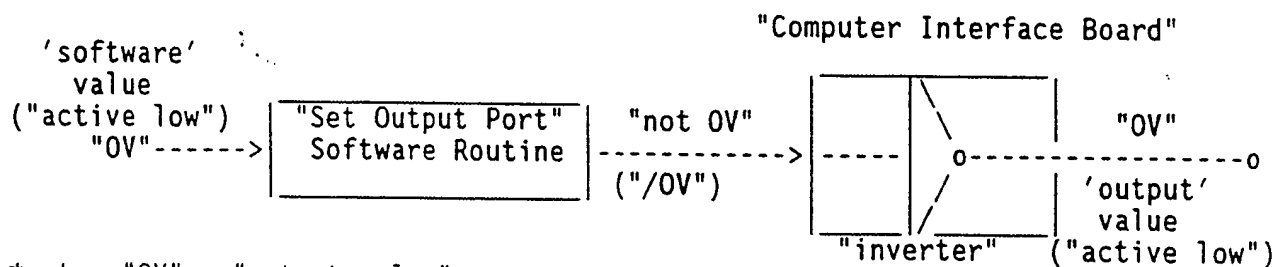 "Computer Interface Board"
'software'
value
("active low")
"OV"------>
"Set Output Port"
Software Routine
"not OV"
------------>
("/OV")
"inverter"
"OV"
'output'
value
("active low")
"OV"